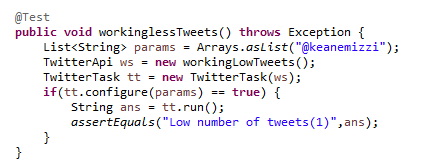 @Test
public void workinglessTweets() throws Exception {
    List<String> params = Arrays.asList("@keanemizzi");
    TwitterApi ws = new workingLowTweets();
    TwitterTask tt = new TwitterTask(ws);
    if(tt.configure(params) == true) {
        String ans = tt.run();
        assertEquals("Low number of tweets(1)",ans);
    }
}